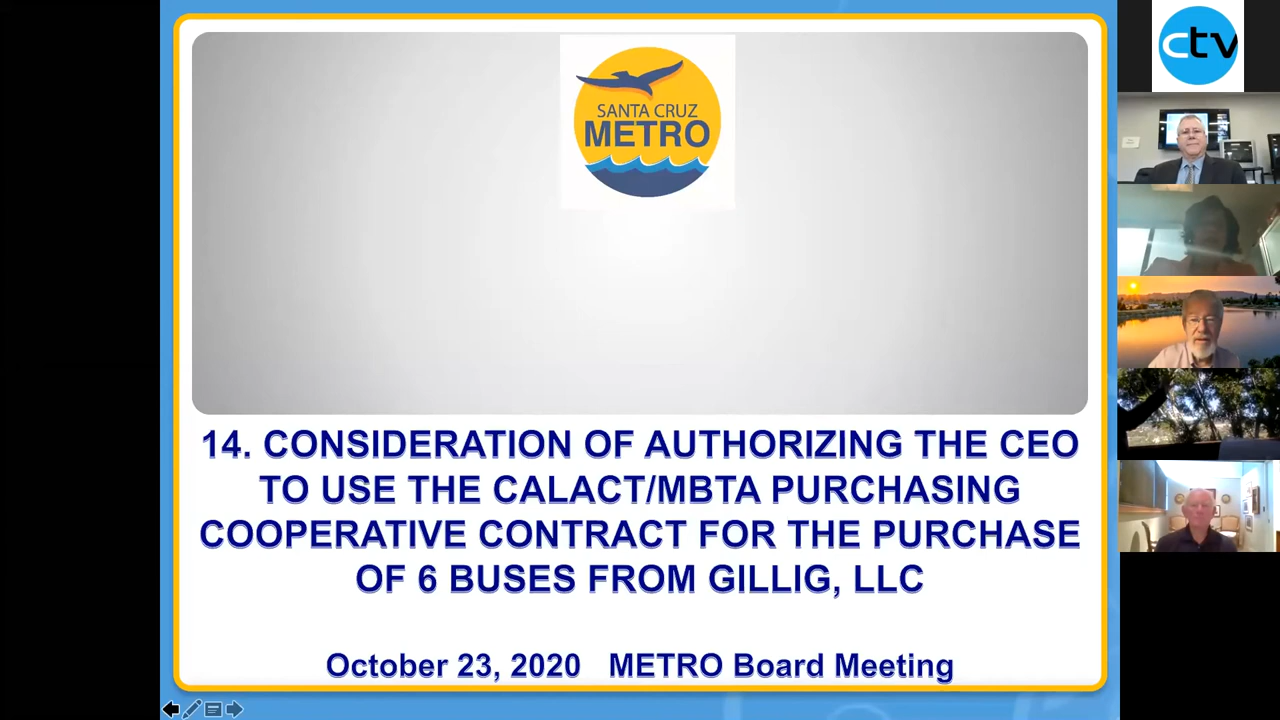 SANTA CRUZ
METRO
14. CONSIDERATION OF AUTHORIZING THE CEO
TO USE THE CALACT/MBTA PURCHASING
COOPERATIVE CONTRACT FOR THE PURCHASE
OF 6 BUSES FROM GILLIG, LLC
October 23, 2020 METRO Board Meeting
ctv